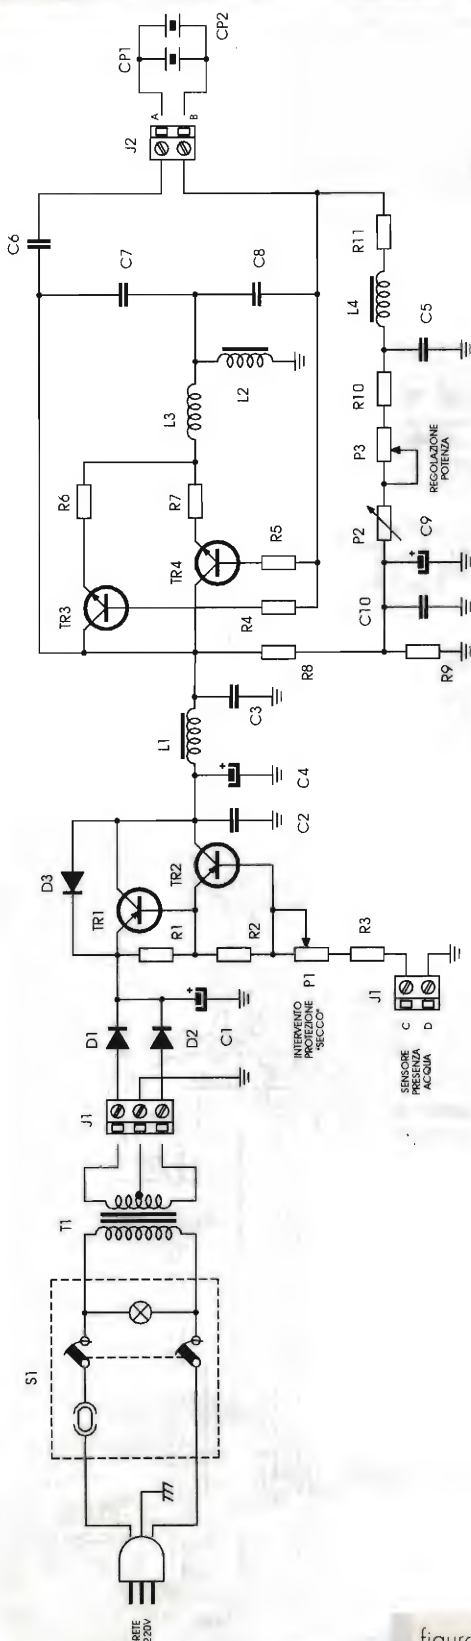 RETE
220V
S1
T1
J1
D1
D2
C1
D3
TR1
TR2
R1
R2
P1
INTERVENTO
PROTEZIONE
"SECCO"
R3
J1
C
D
SENSORE
PRESENZA
ACQUA
C2
+
C4
L1
C3
TR3
TR4
R6
R7
R4
R5
R8
R9
C10
C9
+
P2
P3
REGOLAZIONE
POTENZA
R10
C5
L4
R11
L3
L2
C7
C8
C6
J2
A
B
CP1
CP2
+
figure